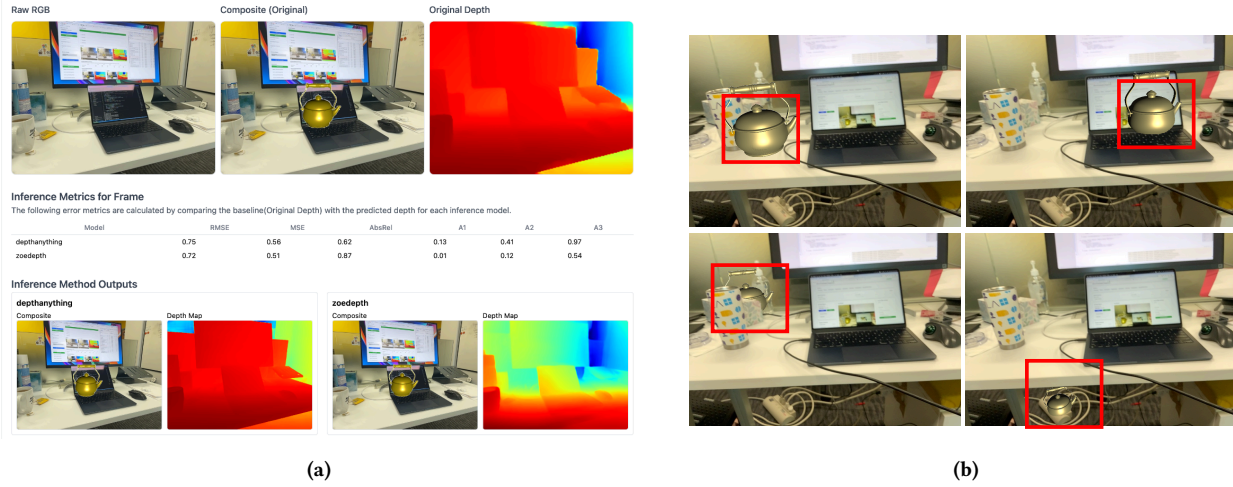 Raw RGB Composite (Original) Original Depth
Inference Metrics for Frame
The following error metrics are calculated by comparing the baseline(Original Depth) with the predicted depth for each inference model.
Model RMSE MSE AbsRel A1 A2 A3
depthanything 0.75 0.56 0.62 0.13 0.41 0.97
zoedepth 0.72 0.51 0.87 0.01 0.12 0.54
Inference Method Outputs
depthanything zoedepth
Composite Depth Map Composite Depth Map
(a) (b)